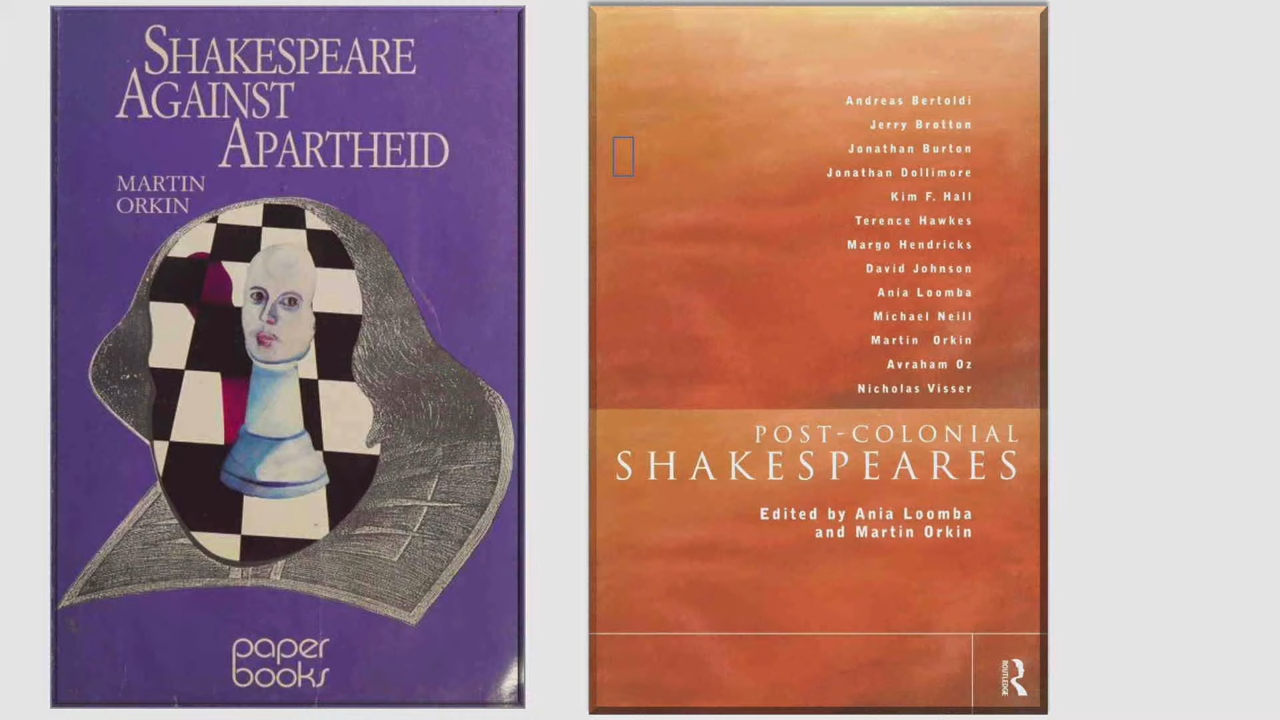 SHAKESPEARE
AGAINST
APARTHEID
MARTIN
ORKIN
paper
books
Andreas Bertoldi
Jerry Brotton
Jonathan Burton
Jonathan Dollimore
Kim F. Hall
Terence Hawkes
Margo Hendricks
David Johnson
Ania Loomba
Michael Neill
Martin Orkin
Avraham Oz
Nicholas Visser
POST-COLONIAL
SHAKESPEARES
Edited by Ania Loomba
and Martin Orkin
ROUTLEDGE